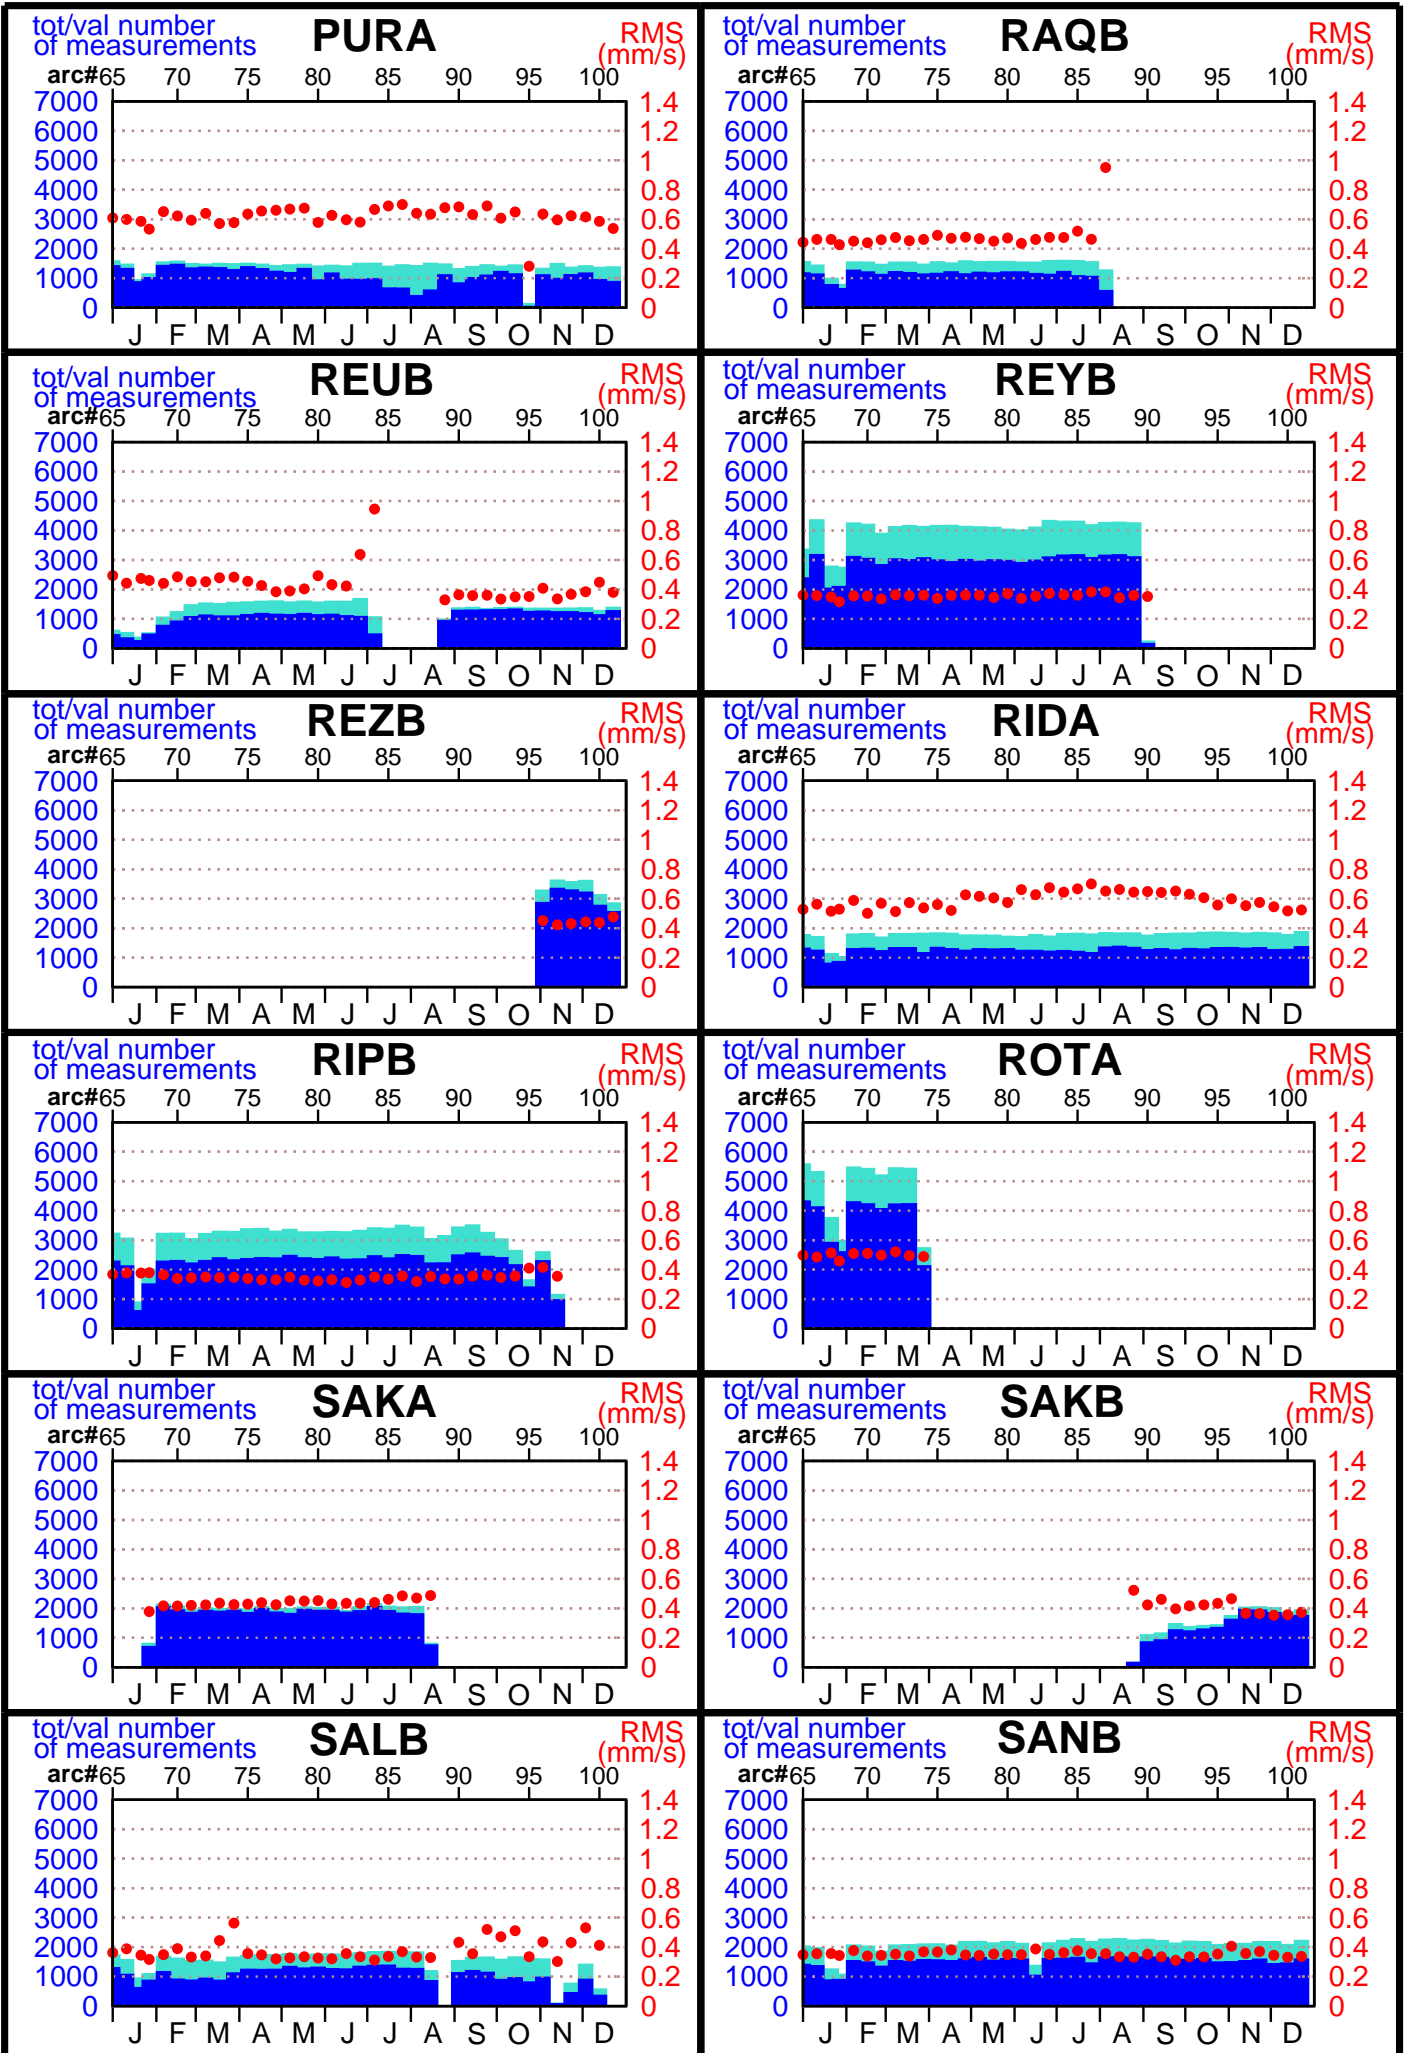 tot/val number
of measurements
PURA
RMS
(mm/s)
arc# 65 70 75 80 85 90 95 100
7000 1.4
6000 1.2
5000 1
4000 0.8
3000 0.6
2000 0.4
1000 0.2
0 0
J F M A M J J A S O N D
tot/val number
of measurements
RAQB
RMS
(mm/s)
arc# 65 70 75 80 85 90 95 100
7000 1.4
6000 1.2
5000 1
4000 0.8
3000 0.6
2000 0.4
1000 0.2
0 0
J F M A M J J A S O N D
tot/val number
of measurements
REUB
RMS
(mm/s)
arc# 65 70 75 80 85 90 95 100
7000 1.4
6000 1.2
5000 1
4000 0.8
3000 0.6
2000 0.4
1000 0.2
0 0
J F M A M J J A S O N D
tot/val number
of measurements
REYB
RMS
(mm/s)
arc# 65 70 75 80 85 90 95 100
7000 1.4
6000 1.2
5000 1
4000 0.8
3000 0.6
2000 0.4
1000 0.2
0 0
J F M A M J J A S O N D
tot/val number
of measurements
REZB
RMS
(mm/s)
arc# 65 70 75 80 85 90 95 100
7000 1.4
6000 1.2
5000 1
4000 0.8
3000 0.6
2000 0.4
1000 0.2
0 0
J F M A M J J A S O N D
tot/val number
of measurements
RIDA
RMS
(mm/s)
arc# 65 70 75 80 85 90 95 100
7000 1.4
6000 1.2
5000 1
4000 0.8
3000 0.6
2000 0.4
1000 0.2
0 0
J F M A M J J A S O N D
tot/val number
of measurements
RIPB
RMS
(mm/s)
arc# 65 70 75 80 85 90 95 100
7000 1.4
6000 1.2
5000 1
4000 0.8
3000 0.6
2000 0.4
1000 0.2
0 0
J F M A M J J A S O N D
tot/val number
of measurements
ROTA
RMS
(mm/s)
arc# 65 70 75 80 85 90 95 100
7000 1.4
6000 1.2
5000 1
4000 0.8
3000 0.6
2000 0.4
1000 0.2
0 0
J F M A M J J A S O N D
tot/val number
of measurements
SAKA
RMS
(mm/s)
arc# 65 70 75 80 85 90 95 100
7000 1.4
6000 1.2
5000 1
4000 0.8
3000 0.6
2000 0.4
1000 0.2
0 0
J F M A M J J A S O N D
tot/val number
of measurements
SAKB
RMS
(mm/s)
arc# 65 70 75 80 85 90 95 100
7000 1.4
6000 1.2
5000 1
4000 0.8
3000 0.6
2000 0.4
1000 0.2
0 0
J F M A M J J A S O N D
tot/val number
of measurements
SALB
RMS
(mm/s)
arc# 65 70 75 80 85 90 95 100
7000 1.4
6000 1.2
5000 1
4000 0.8
3000 0.6
2000 0.4
1000 0.2
0 0
J F M A M J J A S O N D
tot/val number
of measurements
SANB
RMS
(mm/s)
arc# 65 70 75 80 85 90 95 100
7000 1.4
6000 1.2
5000 1
4000 0.8
3000 0.6
2000 0.4
1000 0.2
0 0
J F M A M J J A S O N D